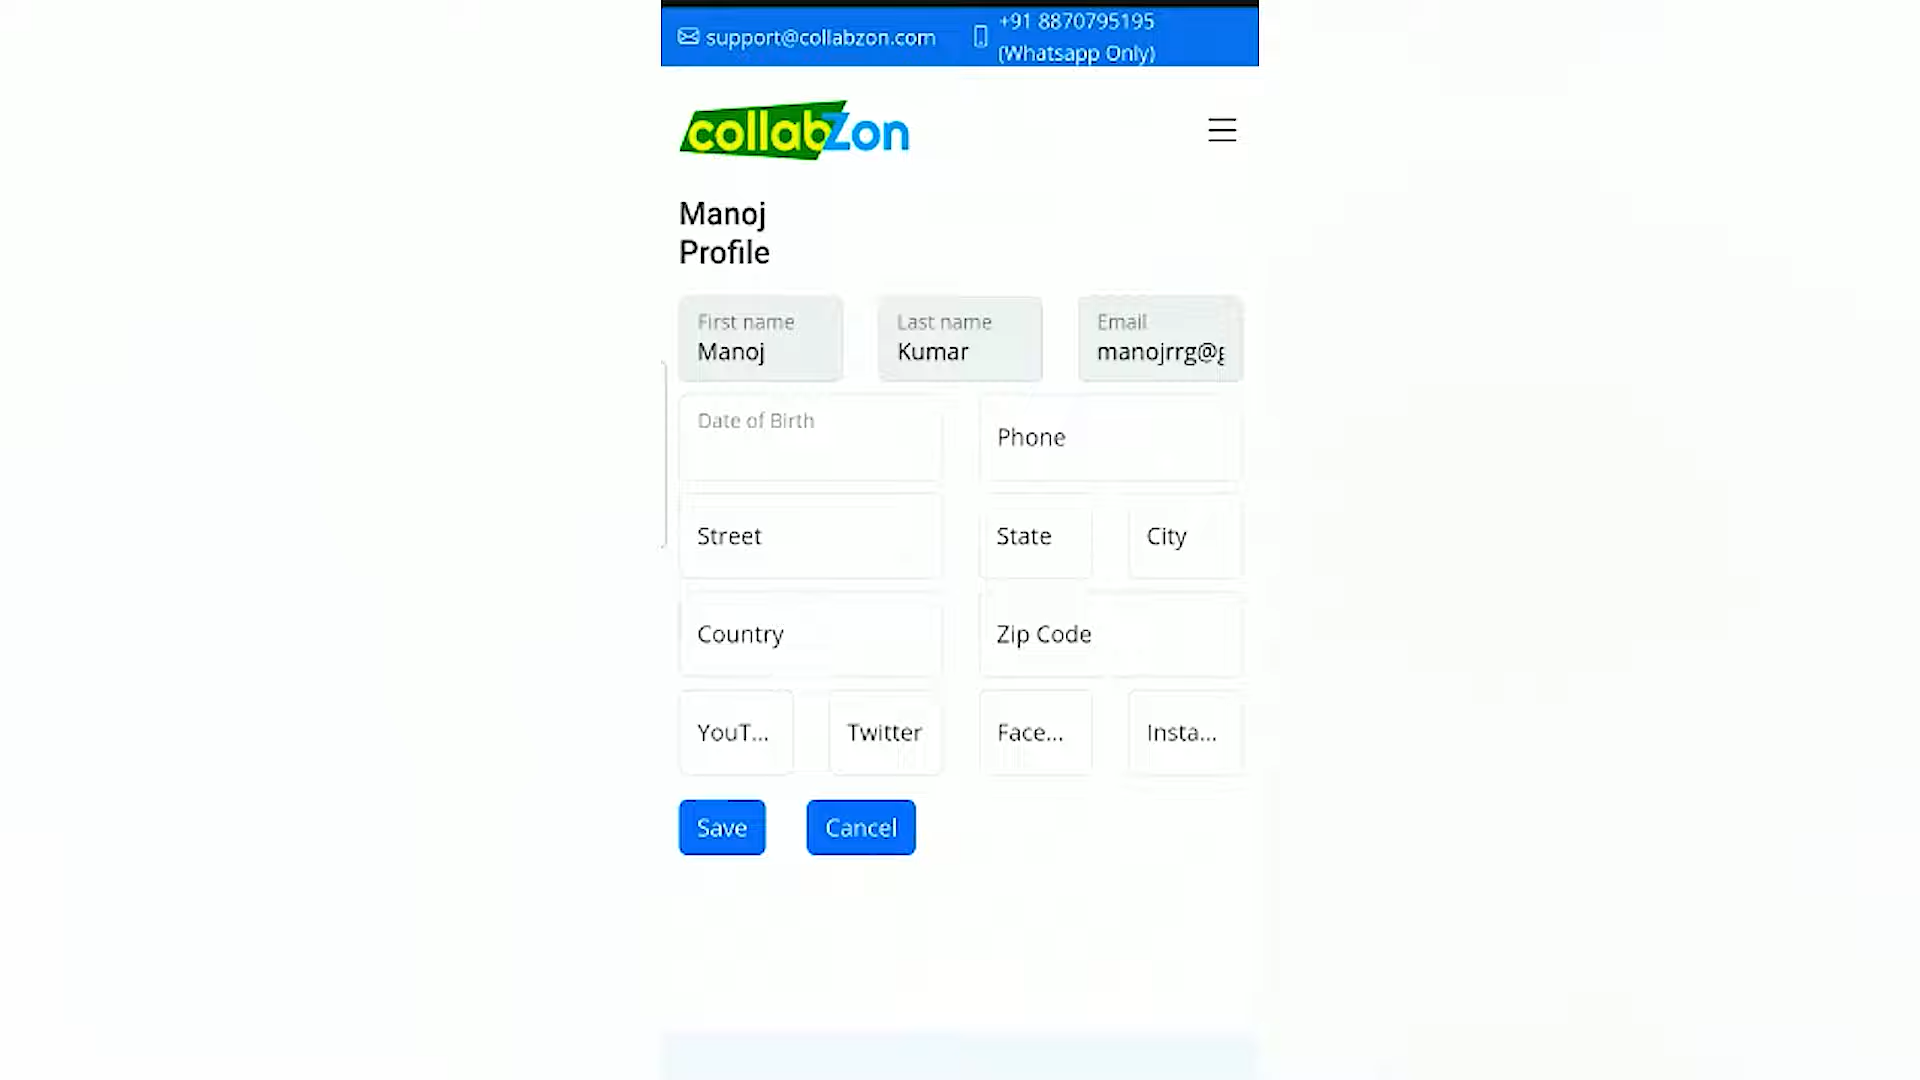 support@collabzon.com
+91 8870795195
(Whatsapp Only)
collabZon
Manoj
Profile
First name
Manoj
Last name
Kumar
Email
manojrrg@g
Date of Birth
Phone
Street
State
City
Country
Zip Code
YouT...
Twitter
Face...
Insta...
Save
Cancel